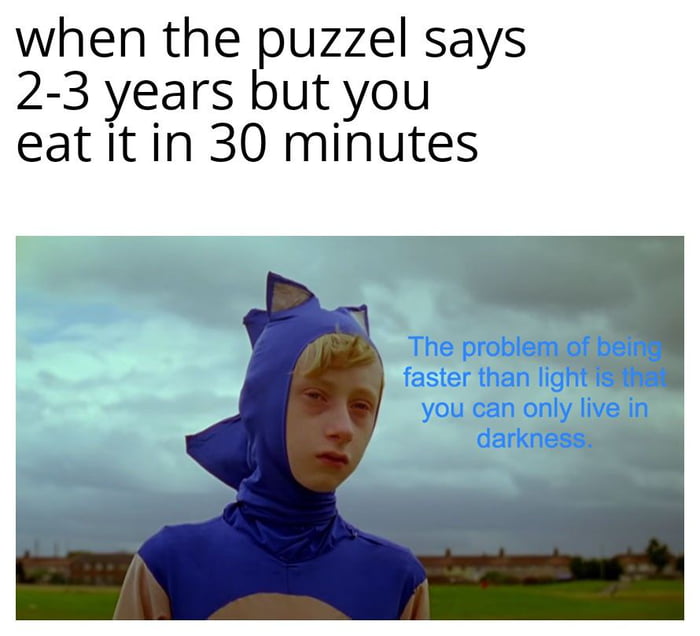 when the puzzel says
2-3 years but you
eat it in 30 minutes
The problem of being
faster than light is that
you can only live in
darkness.